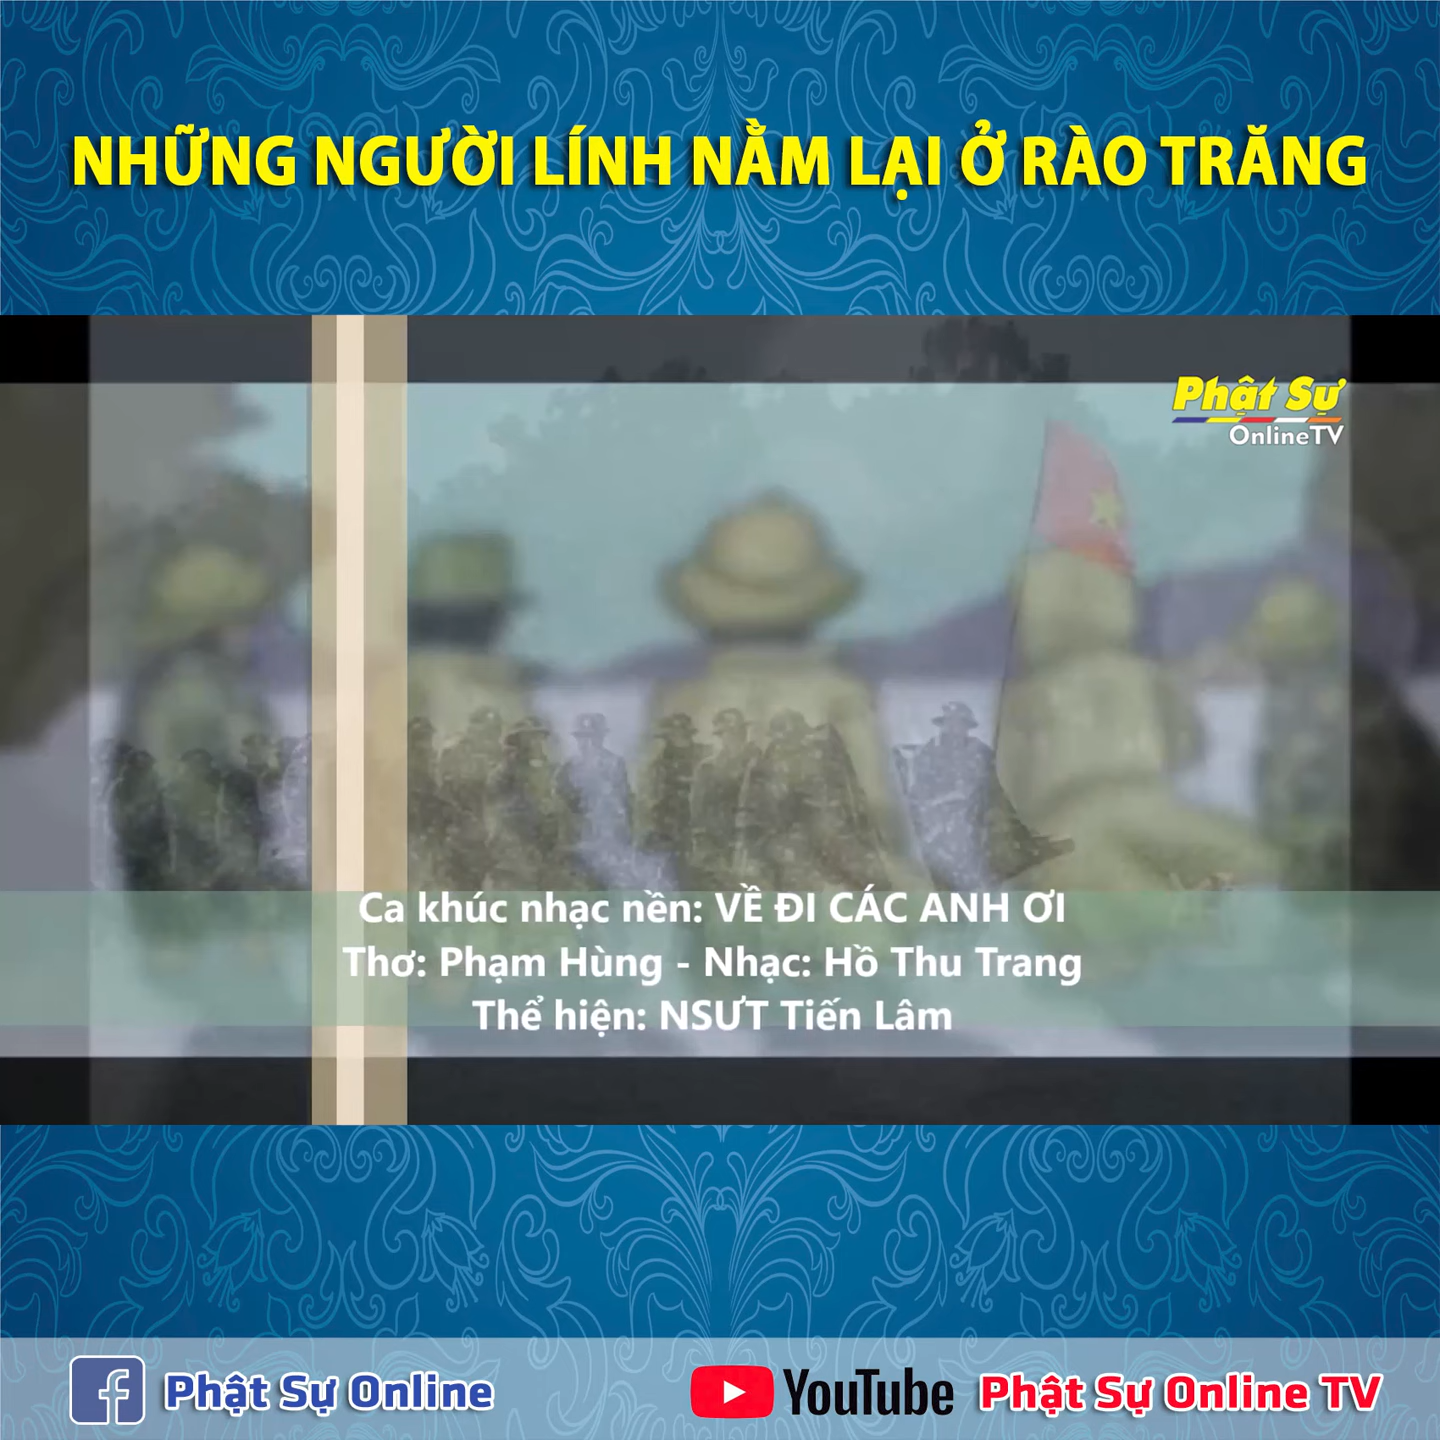 NHỮNG NGƯỜI LÍNH NẰM LẠI Ở RÀO TRĂNG
Phật Sự
OnlineTV
Ca khúc nhạc nền: VỀ ĐI CÁC ANH ƠI
Thơ: Phạm Hùng - Nhạc: Hồ Thu Trang
Thể hiện: NSƯT Tiến Lâm
f Phật Sự Online
YouTube Phật Sự Online TV